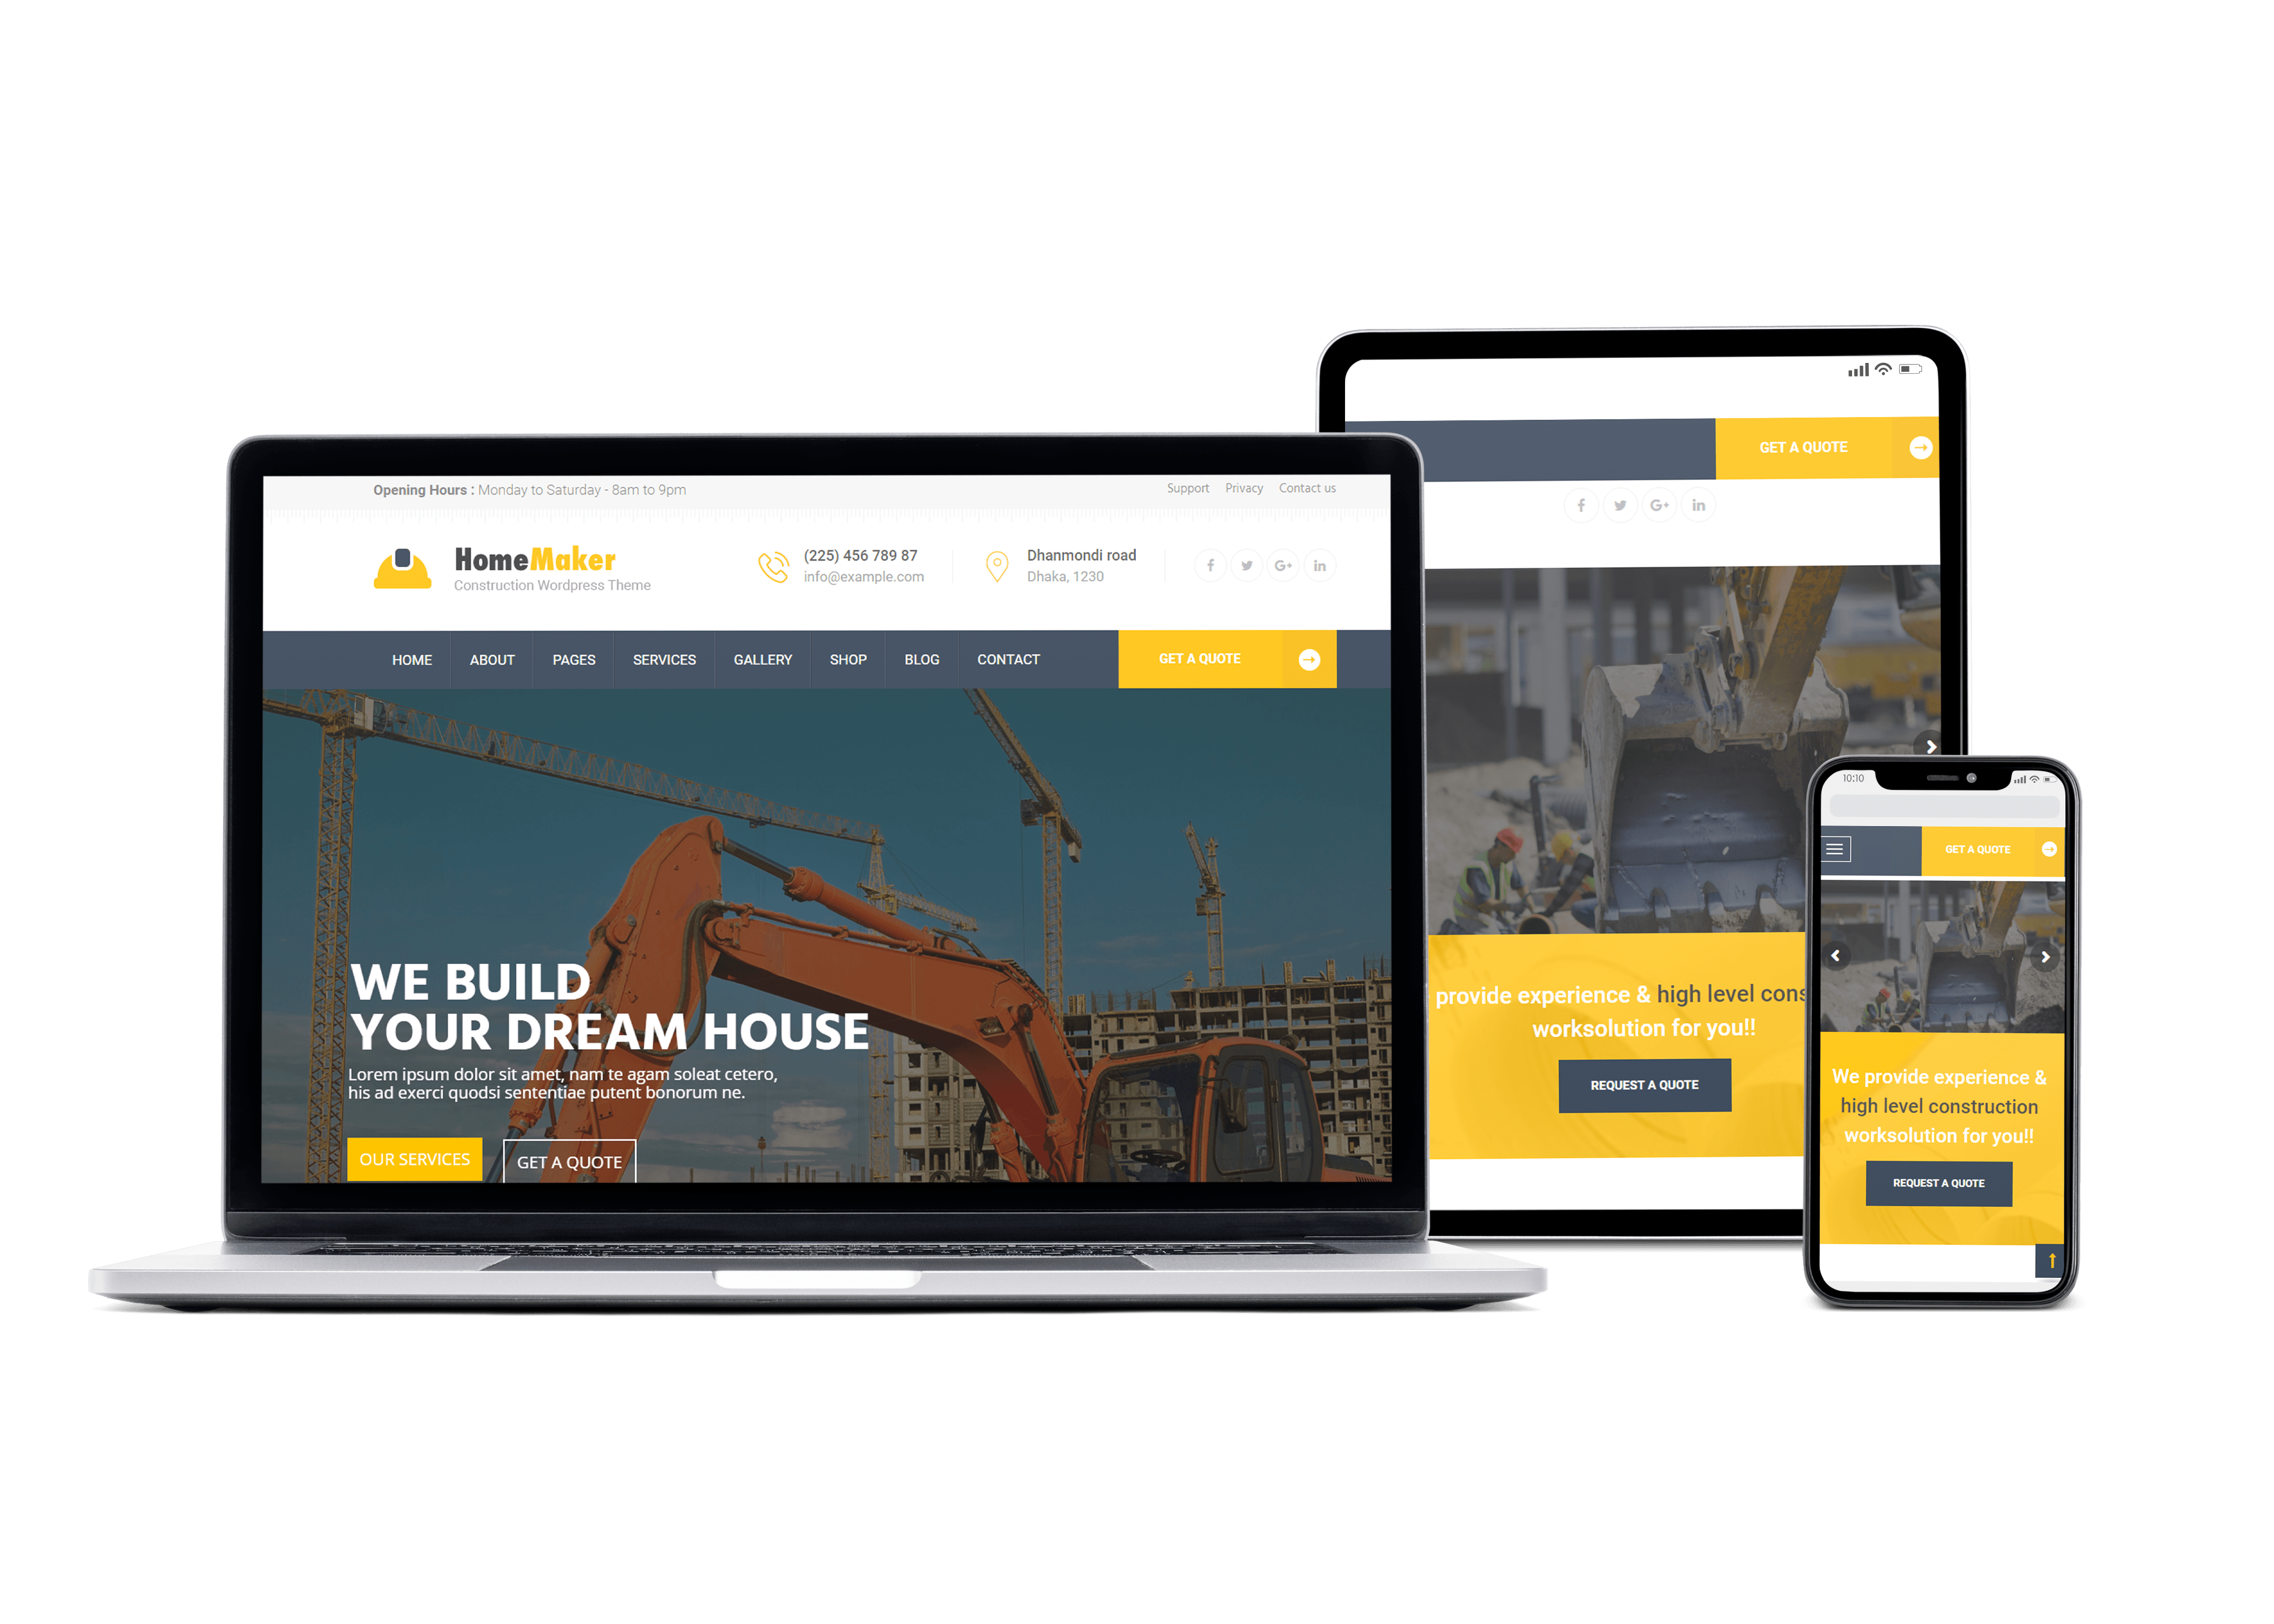 Opening Hours : Monday to Saturday - 8am to 9pm
Support Privacy Contact us
HomeMaker
Construction Wordpress Theme
(225) 456 789 87
info@example.com
Dhanmondi road
Dhaka, 1230
f G+ in
HOME ABOUT PAGES SERVICES GALLERY SHOP BLOG CONTACT
GET A QUOTE
WE BUILD
YOUR DREAM HOUSE
Lorem ipsum dolor sit amet, nam te agam soleat cetero,
his ad exerci quodsi sententiae putent bonorum ne.
OUR SERVICES
GET A QUOTE
GET A QUOTE
f G+ in
provide experience & high level cons
worksolution for you!!
REQUEST A QUOTE
10:10
GET A QUOTE
We provide experience &
high level construction
worksolution for you!!
REQUEST A QUOTE